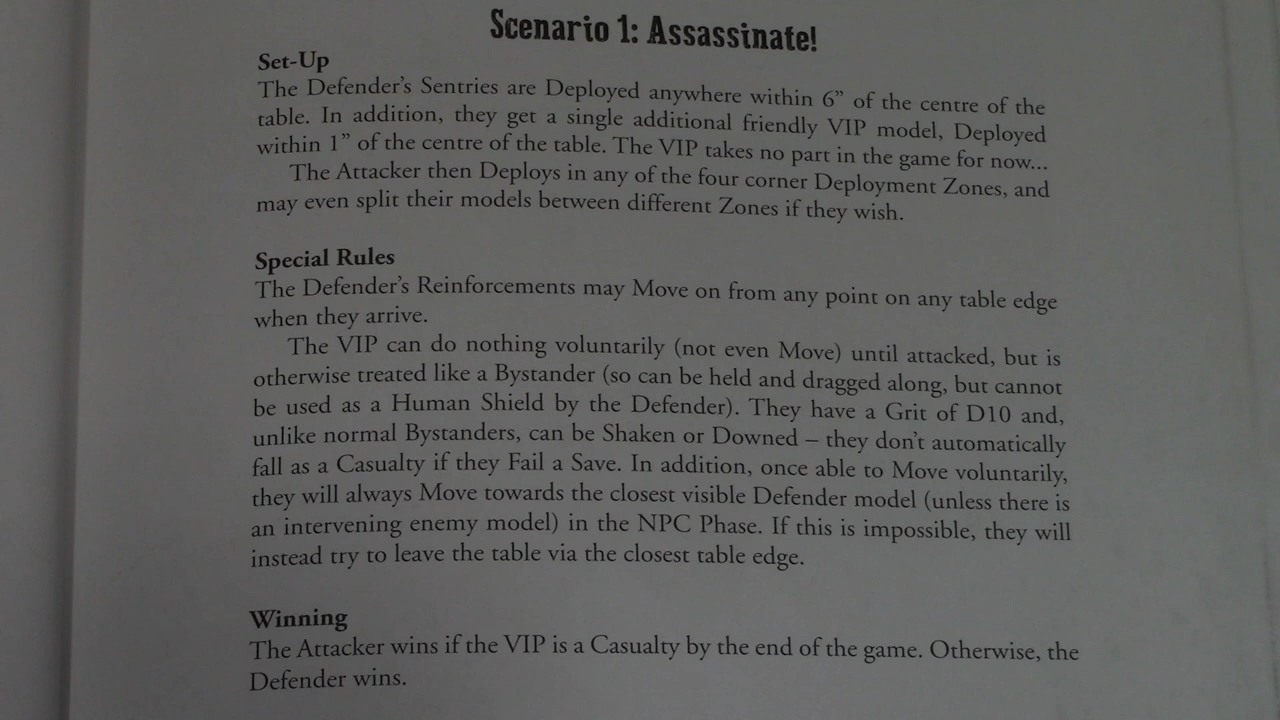 Scenario 1: Assassinate!
Set-Up
The Defender's Sentries are Deployed anywhere within 6” of the centre of the
table. In addition, they get a single additional friendly VIP model, Deployed
within 1” of the centre of the table. The VIP takes no part in the game for now...
The Attacker then Deploys in any of the four corner Deployment Zones, and
may even split their models between different Zones if they wish.
Special Rules
The Defender's Reinforcements may Move on from any point on any table edge
when they arrive.
The VIP can do nothing voluntarily (not even Move) until attacked, but is
otherwise treated like a Bystander (so can be held and dragged along, but cannot
be used as a Human Shield by the Defender). They have a Grit of D10 and,
unlike normal Bystanders, can be Shaken or Downed – they don't automatically
fall as a Casualty if they Fail a Save. In addition, once able to Move voluntarily,
they will always Move towards the closest visible Defender model (unless there is
an intervening enemy model) in the NPC Phase. If this is impossible, they will
instead try to leave the table via the closest table edge.
Winning
The Attacker wins if the VIP is a Casualty by the end of the game. Otherwise, the
Defender wins.